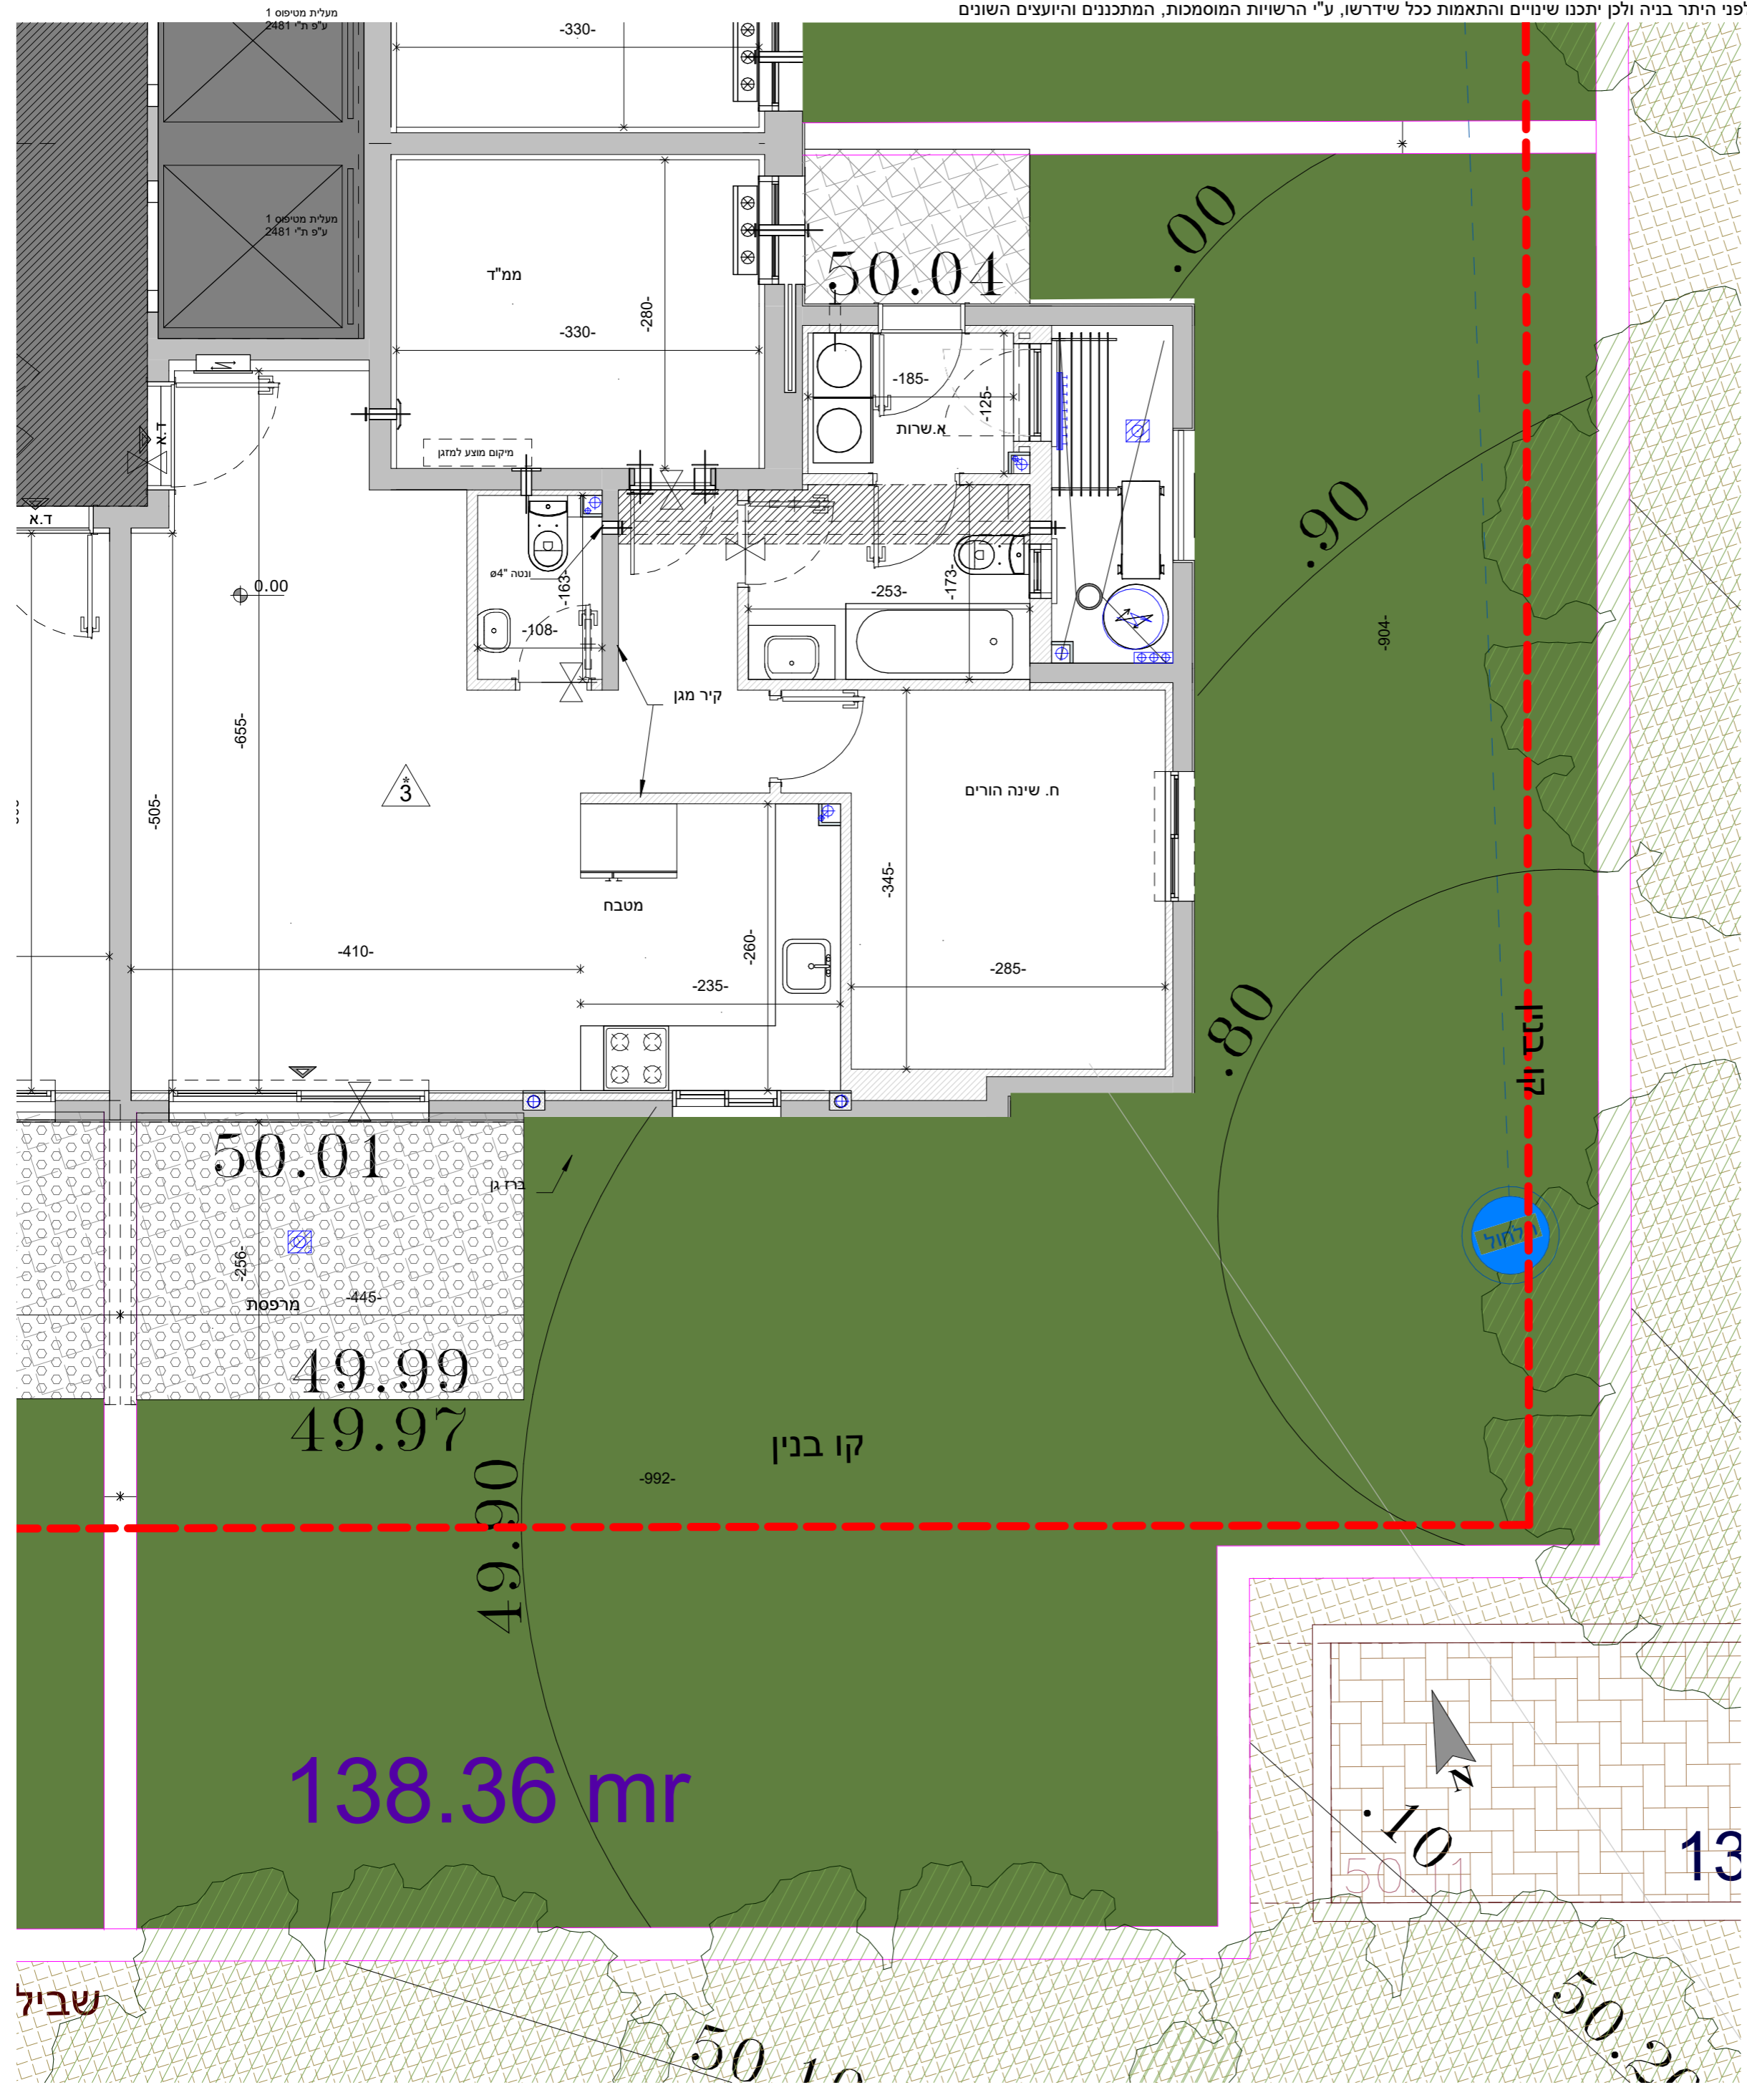 לפני היתר בניה ולכן יתכנו שינויים והתאמות ככל שידרשו, ע"י הרשויות המוסמכות, המתכננים והיועצים השונים
מעלית מטיפוס 1
ע"פ ת"י 2481
-330-
מעלית מטיפוס 1
ע"פ ת"י 2481
ממ"ד
-280-
-330-
50.04
.00
-185-
-125-
א.שרות
ד.א
מיקום מוצע למזגן
ד.א
0.00
ונטה "4ø
-163-
-108-
-253-
-173-
.90
-904-
קיר מגן
-655-
-505-
3
*
ח. שינה הורים
-345-
מטבח
-410-
-260-
-235-
-285-
.80
קו בנין
50.01
ברז גן
-256-
-445-
מרפסת
חלחול
49.99
49.97
49.90
קו בנין
-992-
138.36 mr
N
.10
13
שביל
50.20
50.10